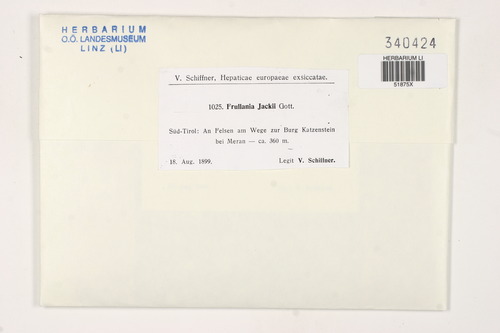 HERBARIUM
O.Ö. LANDESMUSEUM
LINZ (LI)
340424
HERBARIUM LI
51875X
V. Schiffner, Hepaticae europaeae exsiccatae.
1025. Frullania Jackii Gott.
Süd-Tirol: An Felsen am Wege zur Burg Katzenstein
bei Meran — ca. 360 m.
18. Aug. 1899. Legit V. Schiffner.